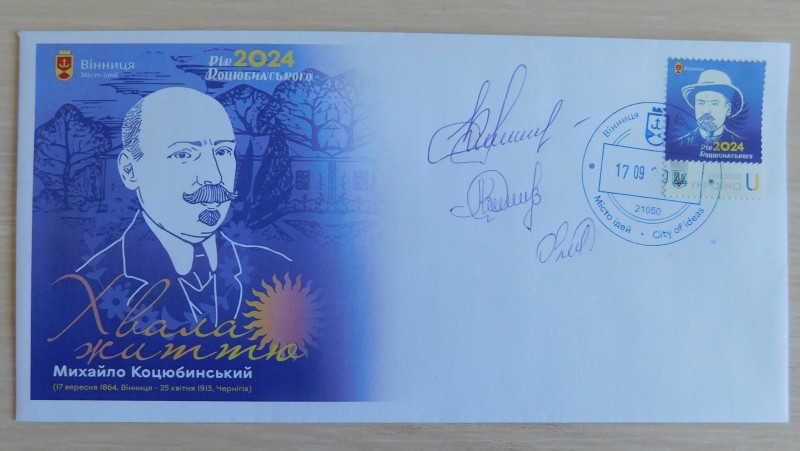 Вінниця
Місто ідей
Рік 2024
Коцюбинського
Хвала
життю
Михайло Коцюбинський
(17 вересня 1864, Вінниця - 25 квітня 1913, Чернігів)
Вінниця
Рік 2024
Коцюбинського
U
Вінниця
17 09
21050
Місто ідей • City of ideas